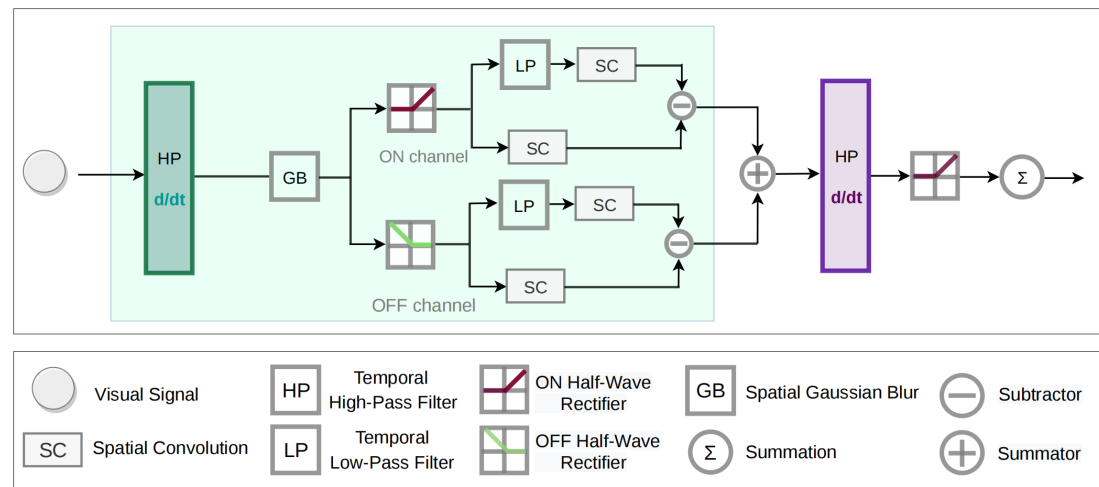 LP
SC
HP
d/dt
GB
ON channel
SC
LP
SC
OFF channel
SC
HP
d/dt
Σ
Visual Signal
HP
Temporal
High-Pass Filter
ON Half-Wave
Rectifier
GB
Spatial Gaussian Blur
Subtractor
SC
Spatial Convolution
LP
Temporal
Low-Pass Filter
OFF Half-Wave
Rectifier
Σ
Summation
Summator